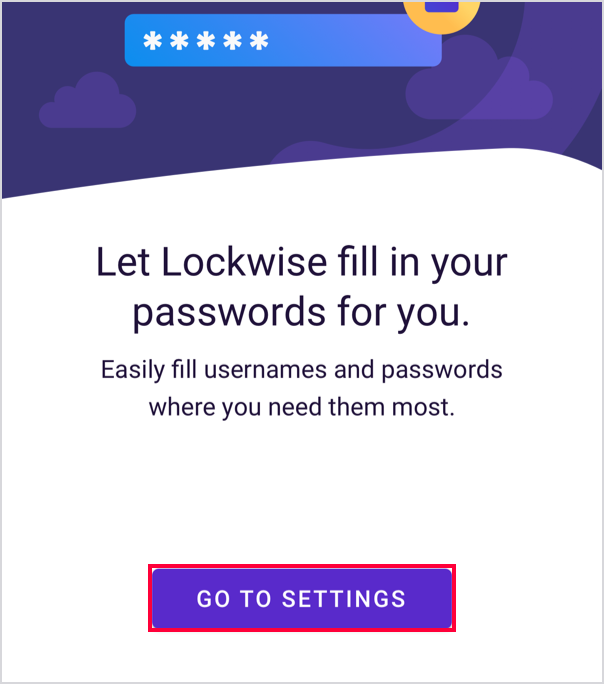 *****
Let Lockwise fill in your
passwords for you.
Easily fill usernames and passwords
where you need them most.
GO TO SETTINGS